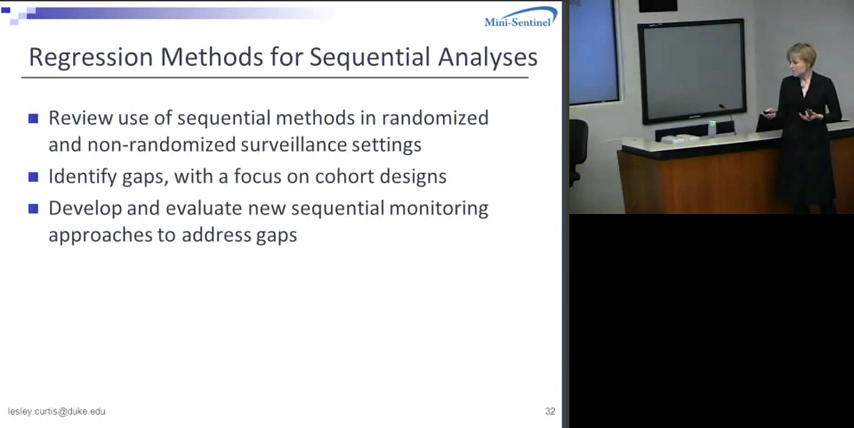 Mini-Sentinel
Regression Methods for Sequential Analyses
Review use of sequential methods in randomized
and non-randomized surveillance settings
Identify gaps, with a focus on cohort designs
Develop and evaluate new sequential monitoring
approaches to address gaps
lesley.curtis@duke.edu
32